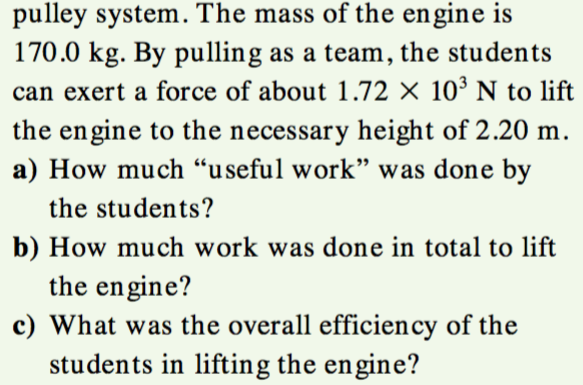 pulley system. The mass of the engine is
170.0 kg. By pulling as a team, the students
can exert a force of about 1.72 × 10³ N to lift
the engine to the necessary height of 2.20 m.
a) How much “useful work” was done by
the students?
b) How much work was done in total to lift
the engine?
c) What was the overall efficiency of the
students in lifting the engine?